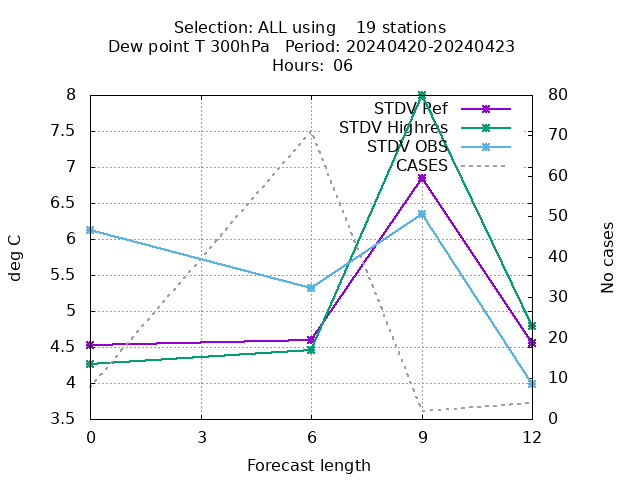 Selection: ALL using    19 stations
Dew point T 300hPa   Period: 20240420-20240423
Hours:  06
STDV Ref
STDV Highres
STDV OBS
CASES
8
7.5
7
6.5
6
5.5
5
4.5
4
3.5
80
70
60
50
40
30
20
10
0
deg C
No cases
0 3 6 9 12
Forecast length